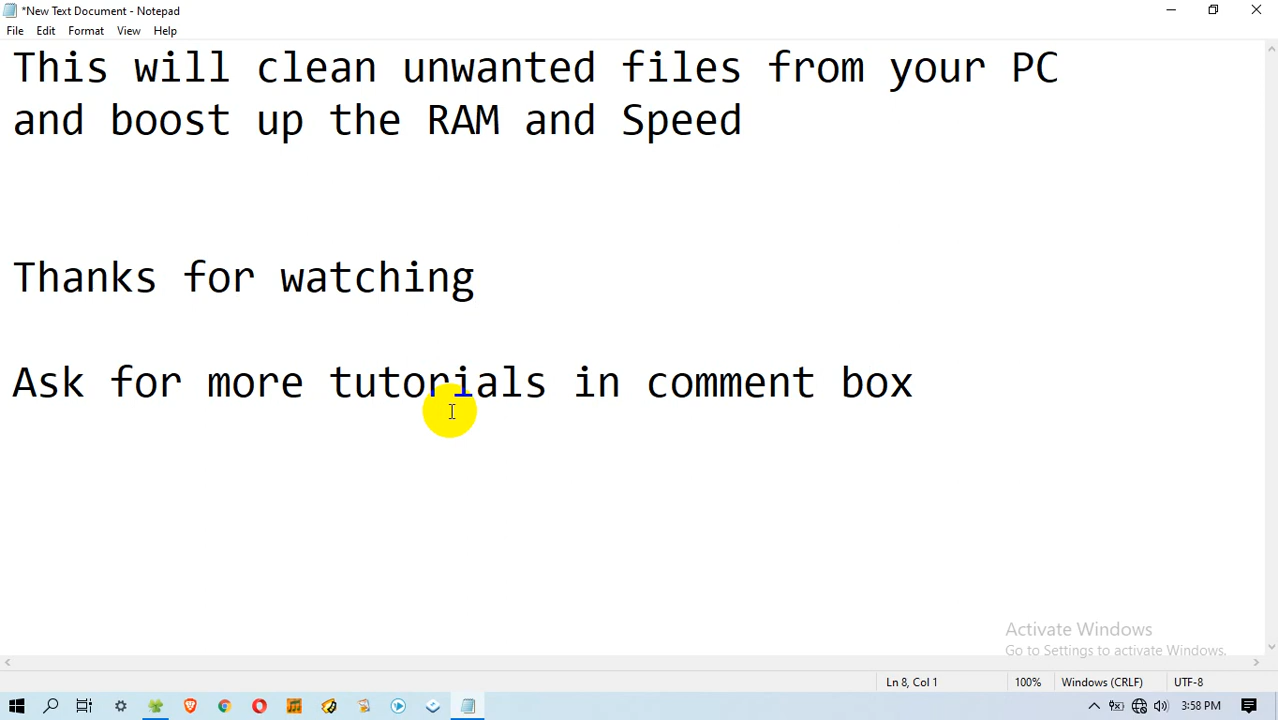 *New Text Document - Notepad
File Edit Format View Help
This will clean unwanted files from your PC
and boost up the RAM and Speed
Thanks for watching
Ask for more tutorials in comment box
Activate Windows
Go to Settings to activate Windows.
Ln 8, Col 1 100% Windows (CRLF) UTF-8
3:58 PM